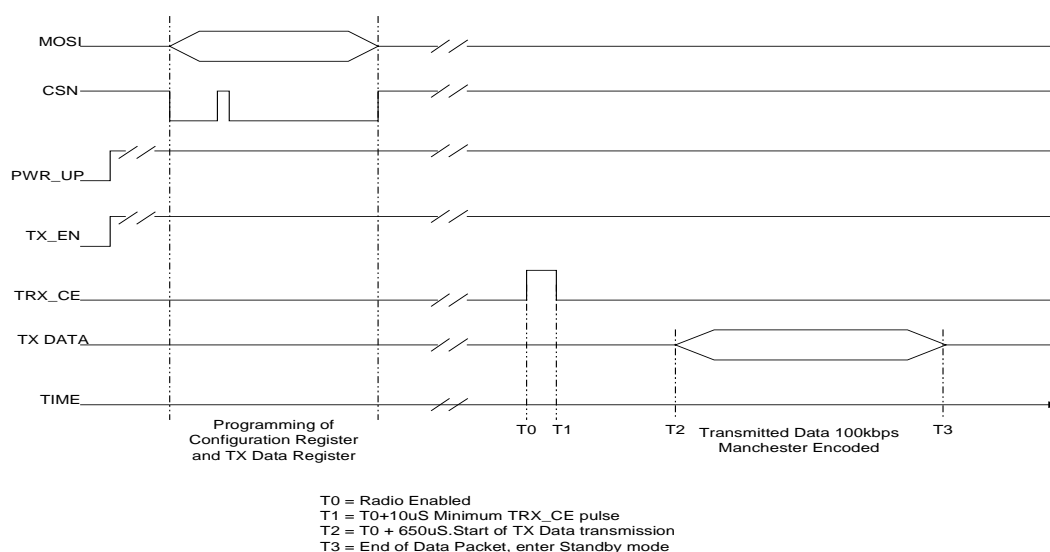 MOSI
CSN
PWR_UP
TX_EN
TRX_CE
TX DATA
TIME
T0
T1
T2
T3
Programming of
Configuration Register
and TX Data Register
Transmitted Data 100kbps
Manchester Encoded
T0 = Radio Enabled
T1 = T0+10uS Minimum TRX_CE pulse
T2 = T0 + 650uS.Start of TX Data transmission
T3 = End of Data Packet, enter Standby mode